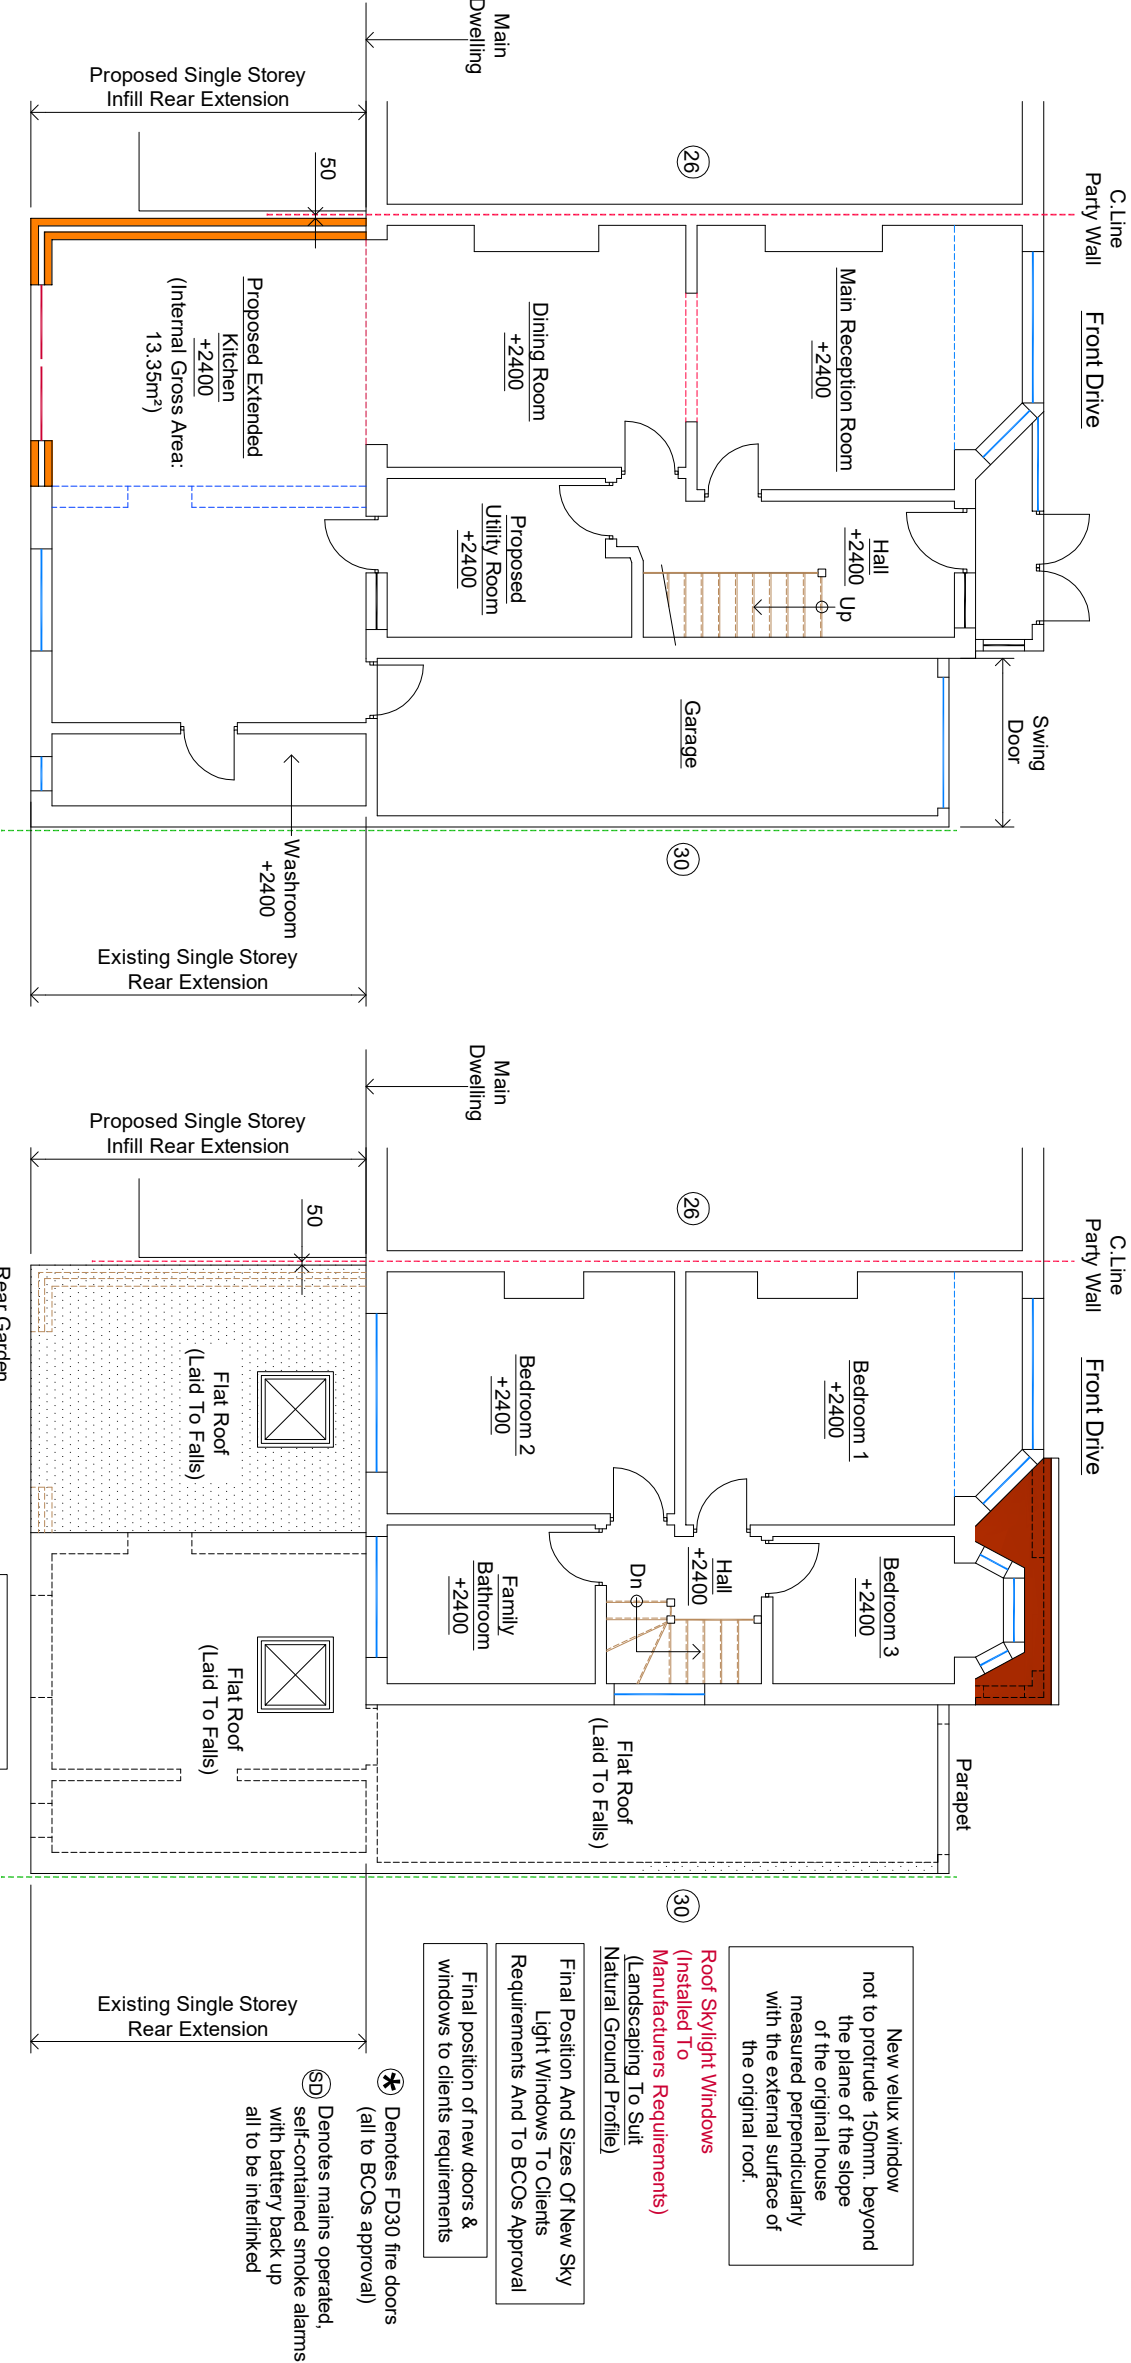 Main
Dwelling
Proposed Single Storey
Infill Rear Extension
50
26
C.Line
Party Wall
Front Drive
Main Reception Room
+2400
Dining Room
+2400
Proposed Extended
Kitchen
+2400
(Internal Gross Area:
13.35m²)
Hall
+2400
Up
Proposed
Utility Room
+2400
Garage
Swing
Door
30
Washroom
+2400
Existing Single Storey
Rear Extension
Main
Dwelling
Proposed Single Storey
Infill Rear Extension
50
26
C.Line
Party Wall
Front Drive
Bedroom 1
+2400
Bedroom 2
+2400
Flat Roof
(Laid To Falls)
Rear Garden
Bedroom 3
+2400
Hall
+2400
Dn
Family
Bathroom
+2400
Flat Roof
(Laid To Falls)
Flat Roof
(Laid To Falls)
Parapet
30
Existing Single Storey
Rear Extension
New velux window
not to protrude 150mm. beyond
the plane of the slope
of the original house
measured perpendicularly
with the external surface of
the original roof.
Roof Skylight Windows
(Installed To
Manufacturers Requirements)
(Landscaping To Suit
Natural Ground Profile)
Final Position And Sizes Of New Sky
Light Windows To Clients
Requirements And To BCOs Approval
Final position of new doors &
windows to clients requirements
* Denotes FD30 fire doors
(all to BCOs approval)
SD Denotes mains operated,
self-contained smoke alarms
with battery back up
all to be interlinked